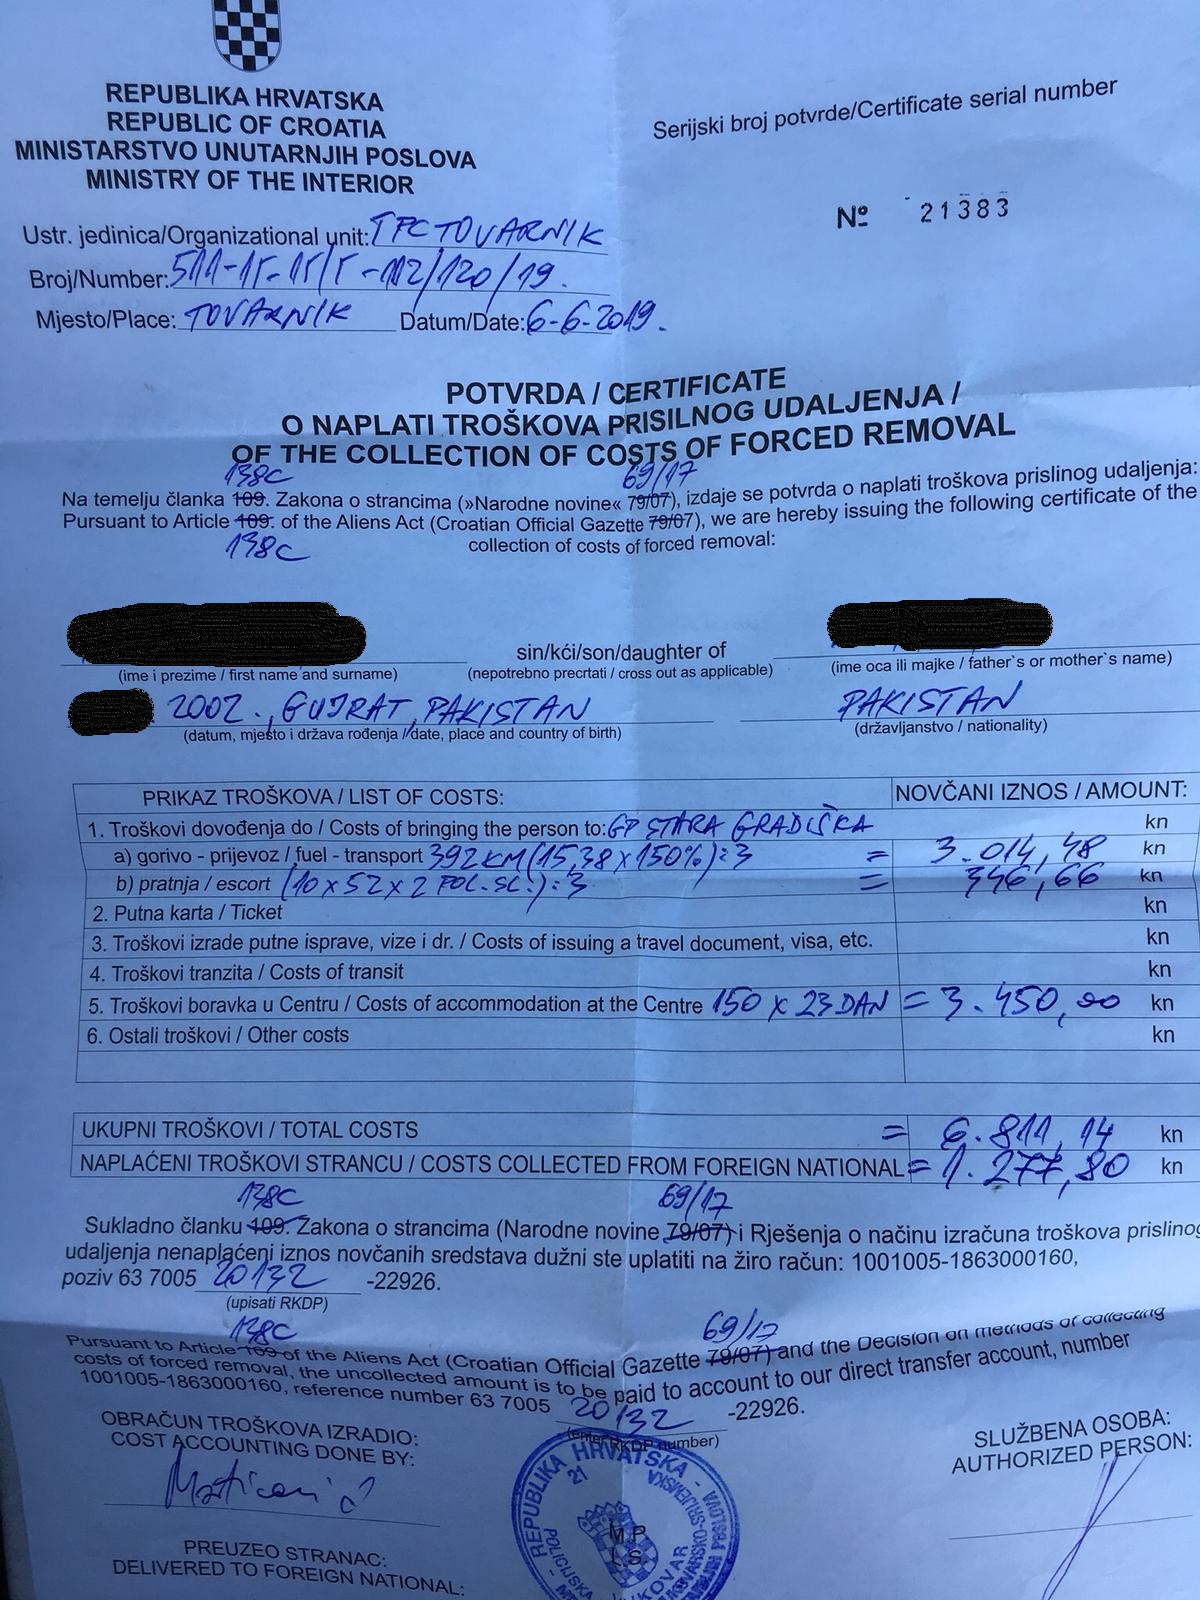 REPUBLIKA HRVATSKA
REPUBLIC OF CROATIA
MINISTARSTVO UNUTARNJIH POSLOVA
MINISTRY OF THE INTERIOR
Serijski broj potvrde/Certificate serial number
Nº 21383
Ustr. jedinica/Organizational unit: TPC TOVARNIK
Broj/Number: 511-15-15/5-112/120/19.
Mjesto/Place: TOVARNIK Datum/Date: 6-6-2019.
POTVRDA / CERTIFICATE
O NAPLATI TROŠKOVA PRISILNOG UDALJENJA /
OF THE COLLECTION OF COSTS OF FORCED REMOVAL
138C 69/17
Na temelju članka 109. Zakona o strancima (»Narodne novine« 79/07), izdaje se potvrda o naplati troškova prislinog udaljenja:
Pursuant to Article 109. of the Aliens Act (Croatian Official Gazette 79/07), we are hereby issuing the following certificate of the
138C collection of costs of forced removal:
sin/kći/son/daughter of
(ime i prezime / first name and surname) (nepotrebno precrtati / cross out as applicable) (ime oca ili majke / father`s or mother`s name)
2002., GUJRAT, PAKISTAN PAKISTAN
(datum, mjesto i država rođenja / date, place and country of birth) (državljanstvo / nationality)
PRIKAZ TROŠKOVA / LIST OF COSTS: NOVČANI IZNOS / AMOUNT:
1. Troškovi dovođenja do / Costs of bringing the person to: GP STARA GRADIŠKA kn
a) gorivo - prijevoz / fuel - transport 392 KM (15,38 x 150%) : 3 = 3.014,48 kn
b) pratnja / escort (10 x 52 x 2 POL. SL.) : 3 = 346,66 kn
2. Putna karta / Ticket kn
3. Troškovi izrade putne isprave, vize i dr. / Costs of issuing a travel document, visa, etc. kn
4. Troškovi tranzita / Costs of transit kn
5. Troškovi boravka u Centru / Costs of accommodation at the Centre 150 x 23 DAN = 3.450,00 kn
6. Ostali troškovi / Other costs kn
UKUPNI TROŠKOVI / TOTAL COSTS = 6.811,14 kn
NAPLAĆENI TROŠKOVI STRANCU / COSTS COLLECTED FROM FOREIGN NATIONAL = 1.277,80 kn
138C 69/17
Sukladno članku 109. Zakona o strancima (Narodne novine 79/07) i Rješenja o načinu izračuna troškova prislinog
udaljenja nenaplaćeni iznos novčanih sredstava dužni ste uplatiti na žiro račun: 1001005-1863000160,
poziv 63 7005 20132 -22926.
(upisati RKDP)
138C 69/17
Pursuant to Article 109 of the Aliens Act (Croatian Official Gazette 79/07) and the Decision on methods of collecting
costs of forced removal, the uncollected amount is to be paid to account to our direct transfer account, number
1001005-1863000160, reference number 63 7005 20132 -22926.
(enter RKDP number)
OBRAČUN TROŠKOVA IZRADIO:
COST ACCOUNTING DONE BY:
SLUŽBENA OSOBA:
AUTHORIZED PERSON:
REPUBLIKA HRVATSKA
21
M.P.
L.S.
VUKOVAR
PREUZEO STRANAC:
DELIVERED TO FOREIGN NATIONAL: